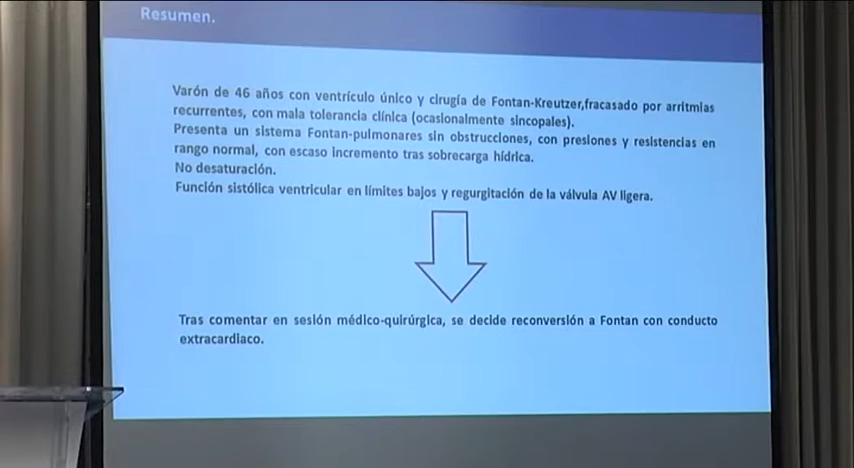 Resumen.
Varón de 46 años con ventrículo único y cirugía de Fontan-Kreutzer,fracasado por arritmias
recurrentes, con mala tolerancia clínica (ocasionalmente sincopales).
Presenta un sistema Fontan-pulmonares sin obstrucciones, con presiones y resistencias en
rango normal, con escaso incremento tras sobrecarga hídrica.
No desaturación.
Función sistólica ventricular en límites bajos y regurgitación de la válvula AV ligera.
Tras comentar en sesión médico-quirúrgica, se decide reconversión a Fontan con conducto
extracardiaco.